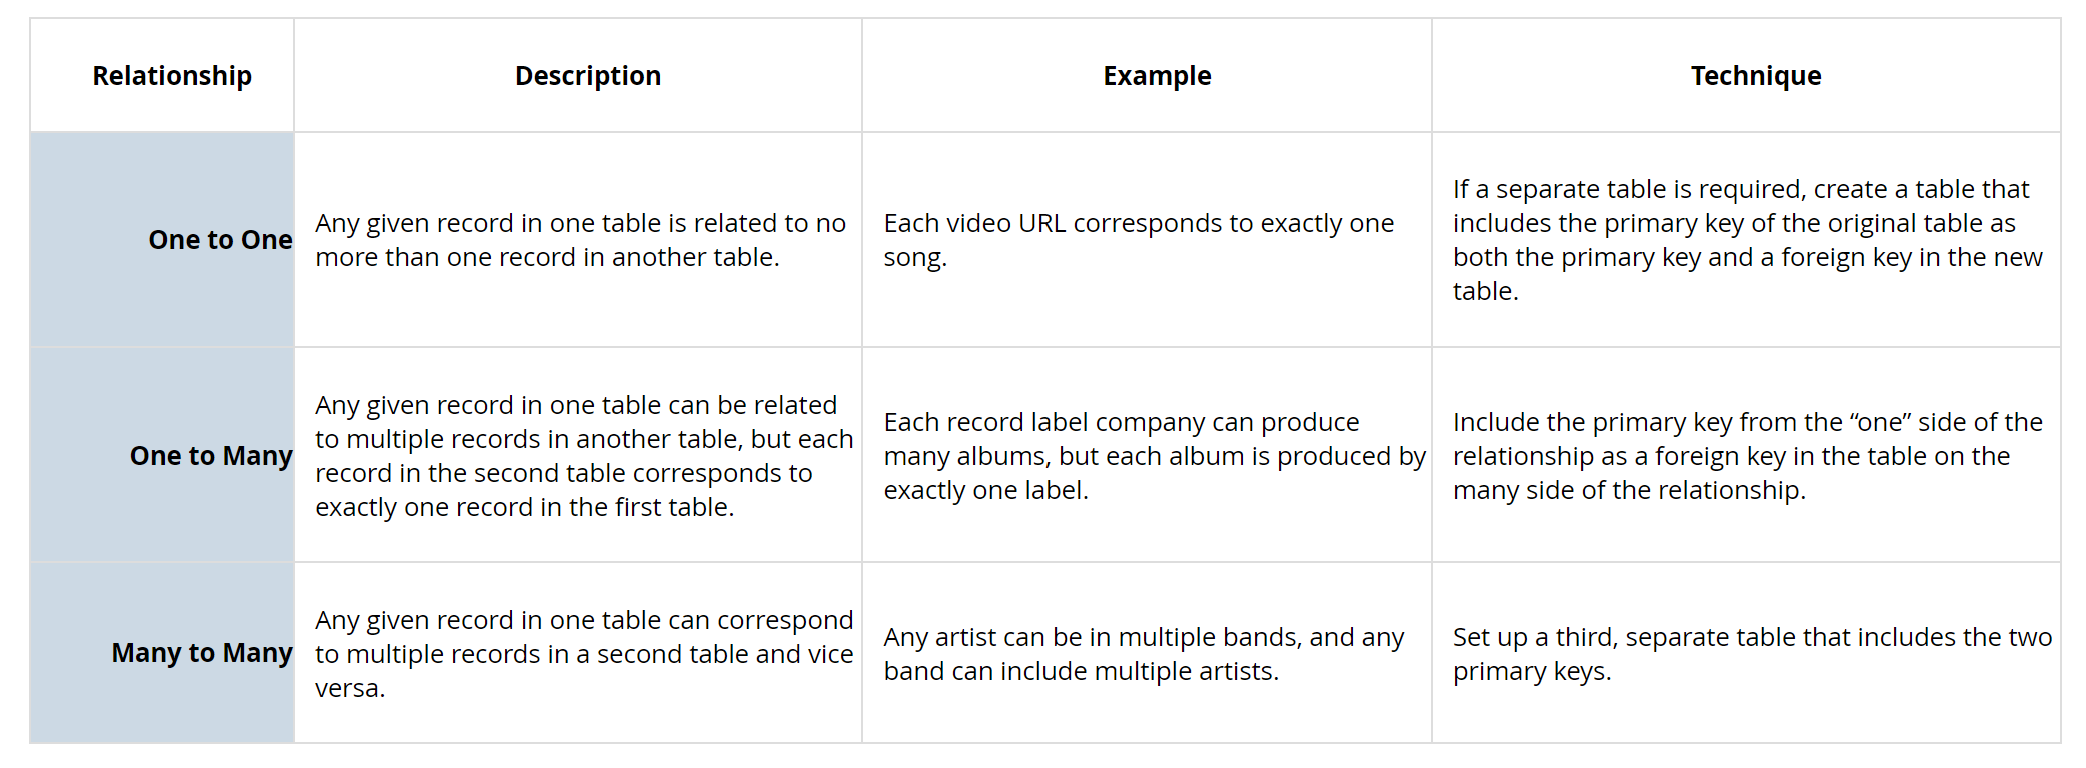 Relationship
Description
Example
Technique
One to One
Any given record in one table is related to no
more than one record in another table.
Each video URL corresponds to exactly one
song.
If a separate table is required, create a table that
includes the primary key of the original table as
both the primary key and a foreign key in the new
table.
One to Many
Any given record in one table can be related
to multiple records in another table, but each
record in the second table corresponds to
exactly one record in the first table.
Each record label company can produce
many albums, but each album is produced by
exactly one label.
Include the primary key from the “one” side of the
relationship as a foreign key in the table on the
many side of the relationship.
Many to Many
Any given record in one table can correspond
to multiple records in a second table and vice
versa.
Any artist can be in multiple bands, and any
band can include multiple artists.
Set up a third, separate table that includes the two
primary keys.